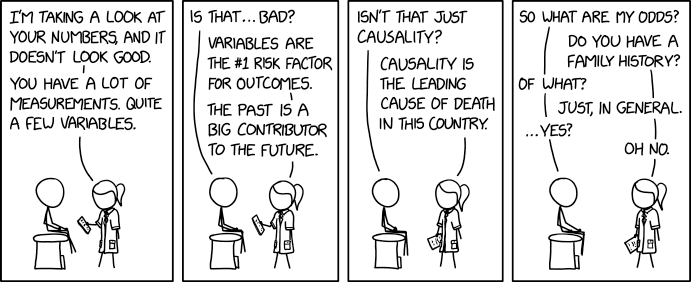 I'M TAKING A LOOK AT
YOUR NUMBERS, AND IT
DOESN'T LOOK GOOD.
YOU HAVE A LOT OF
MEASUREMENTS. QUITE
A FEW VARIABLES.
IS THAT... BAD?
VARIABLES ARE
THE #1 RISK FACTOR
FOR OUTCOMES.
THE PAST IS A
BIG CONTRIBUTOR
TO THE FUTURE.
ISN'T THAT JUST
CAUSALITY?
CAUSALITY IS
THE LEADING
CAUSE OF DEATH
IN THIS COUNTRY.
SO WHAT ARE MY ODDS?
DO YOU HAVE A
FAMILY HISTORY?
OF WHAT?
JUST, IN GENERAL.
...YES?
OH NO.